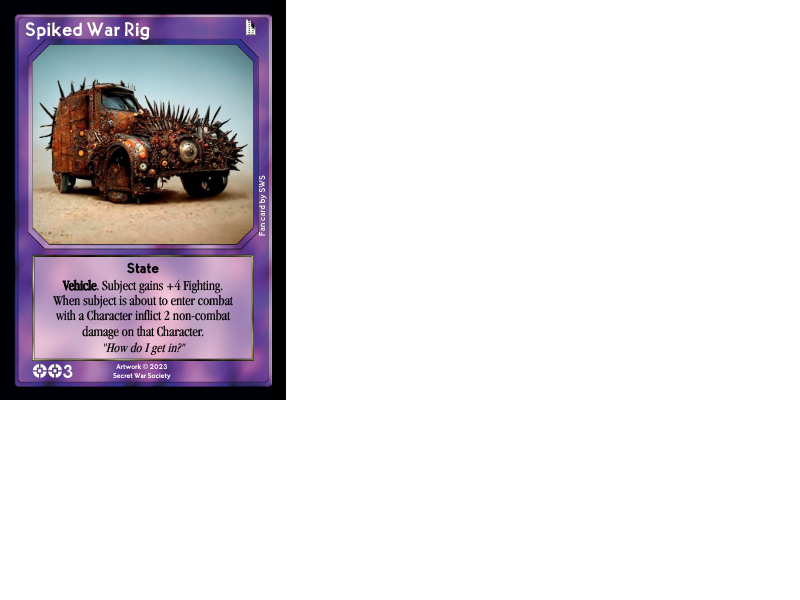 Spiked War Rig
Fan card by SWS
State
Vehicle. Subject gains +4 Fighting.
When subject is about to enter combat
with a Character inflict 2 non-combat
damage on that Character.
"How do I get in?"
3
Artwork © 2023
Secret War Society